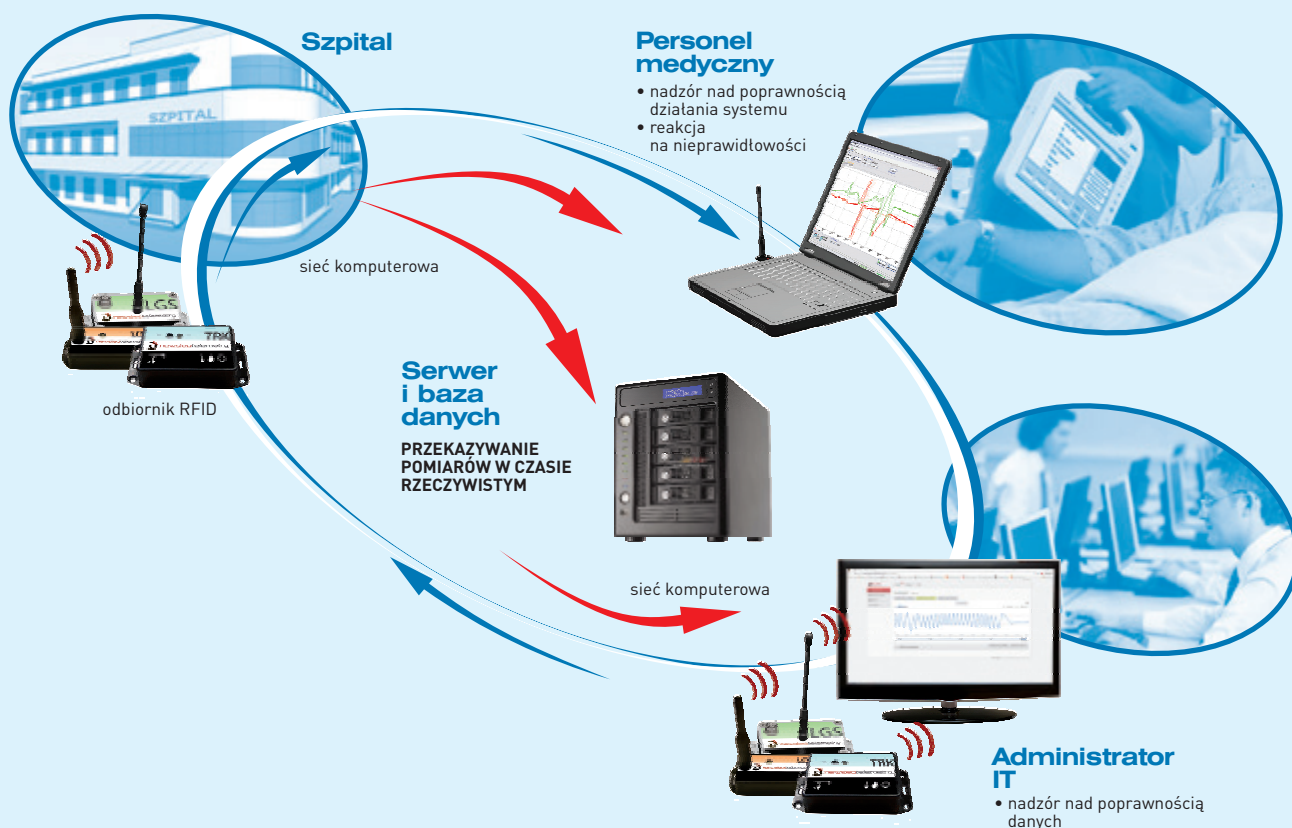 Szpital
SZPITAL
Personel
medyczny
• nadzór nad poprawnością
działania systemu
• reakcja
na nieprawidłowości
sieć komputerowa
LGS
TRK
odbiornik RFID
Serwer
i baza
danych
PRZEKAZYWANIE
POMIARÓW W CZASIE
RZECZYWISTYM
sieć komputerowa
LGS
TRK
Administrator
IT
• nadzór nad poprawnością
danych